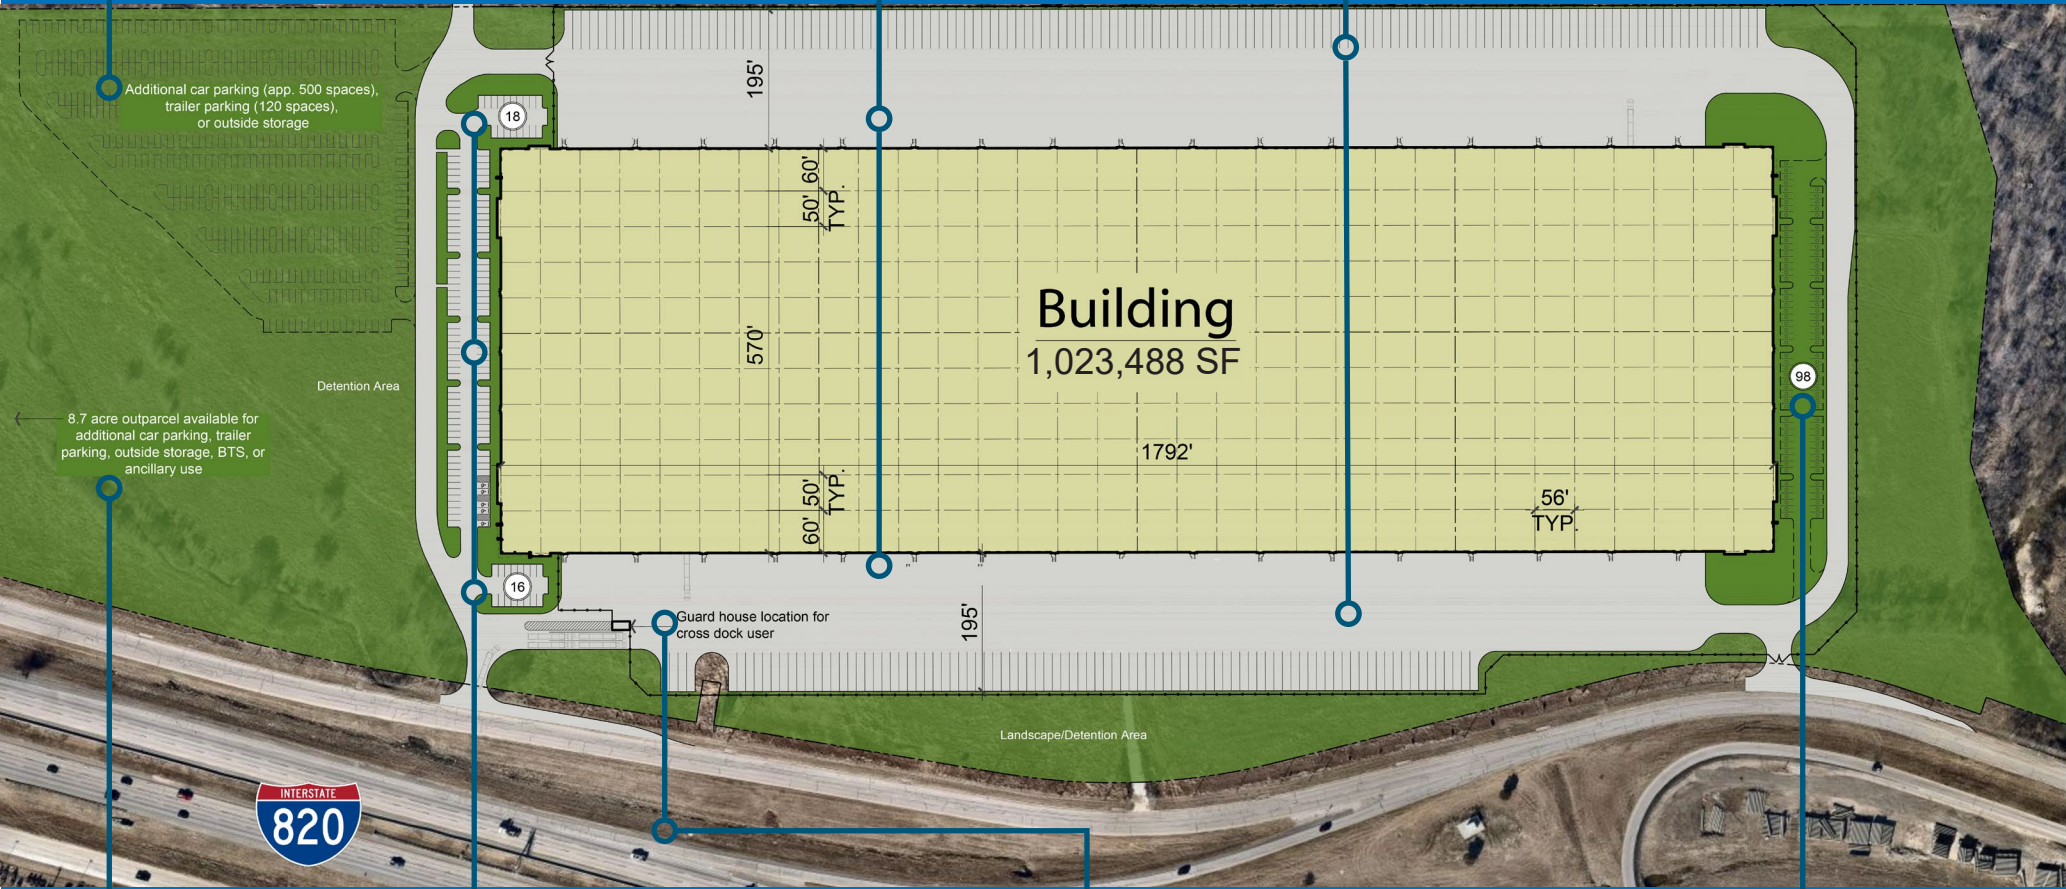 195'
Additional car parking (app. 500 spaces),
trailer parking (120 spaces),
or outside storage
18
60'
50'
TYP.
Building
1,023,488 SF
570'
98
Detention Area
8.7 acre outparcel available for
additional car parking, trailer
parking, outside storage, BTS, or
ancillary use
1792'
50'
TYP.
60'
56'
TYP.
16
Guard house location for
cross dock user
195'
Landscape/Detention Area
INTERSTATE
820